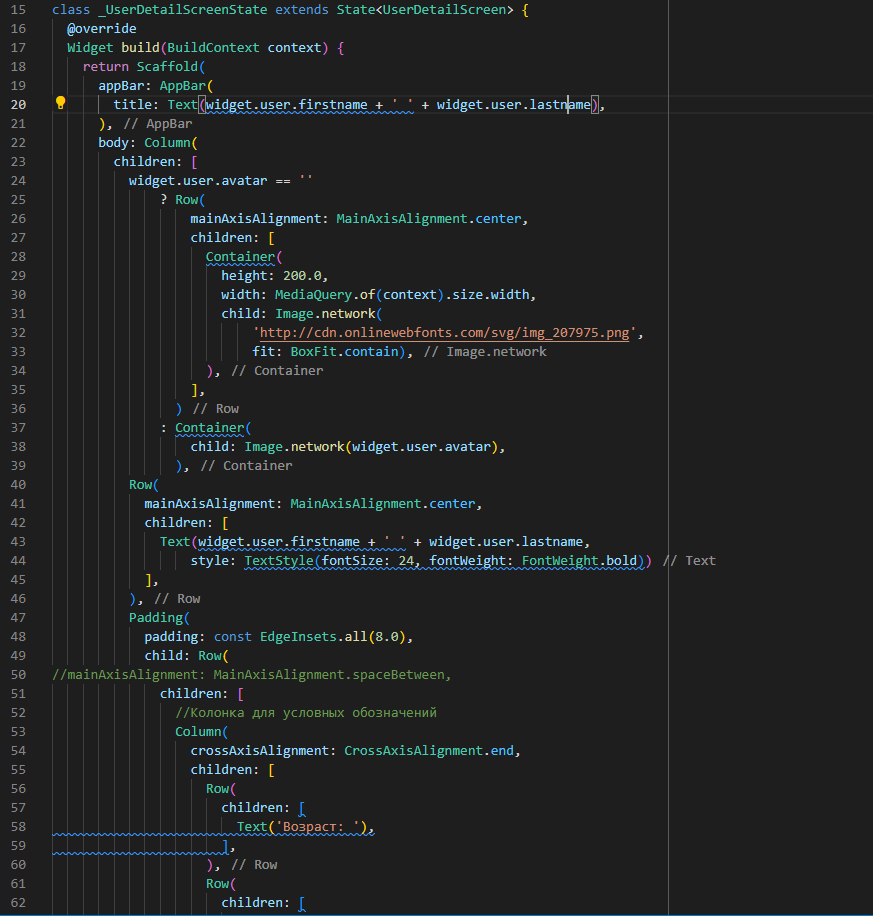 15 class _UserDetailScreenState extends State<UserDetailScreen> {
16   @override
17   Widget build(BuildContext context) {
18     return Scaffold(
19       appBar: AppBar(
20         title: Text(widget.user.firstname + ' ' + widget.user.lastname),
21       ), // AppBar
22       body: Column(
23         children: [
24           widget.user.avatar == ''
25               ? Row(
26                   mainAxisAlignment: MainAxisAlignment.center,
27                   children: [
28                     Container(
29                       height: 200.0,
30                       width: MediaQuery.of(context).size.width,
31                       child: Image.network(
32                           'http://cdn.onlinewebfonts.com/svg/img_207975.png',
33                           fit: BoxFit.contain), // Image.network
34                     ), // Container
35                   ],
36                 ) // Row
37               : Container(
38                   child: Image.network(widget.user.avatar),
39                 ), // Container
40           Row(
41             mainAxisAlignment: MainAxisAlignment.center,
42             children: [
43               Text(widget.user.firstname + ' ' + widget.user.lastname,
44                   style: TextStyle(fontSize: 24, fontWeight: FontWeight.bold)) // Text
45             ],
46           ), // Row
47           Padding(
48             padding: const EdgeInsets.all(8.0),
49             child: Row(
50 //mainAxisAlignment: MainAxisAlignment.spaceBetween,
51               children: [
52                 //Колонка для условных обозначений
53                 Column(
54                   crossAxisAlignment: CrossAxisAlignment.end,
55                   children: [
56                     Row(
57                       children: [
58                         Text('Возраст: '),
59                       ],
60                     ), // Row
61                     Row(
62                       children: [